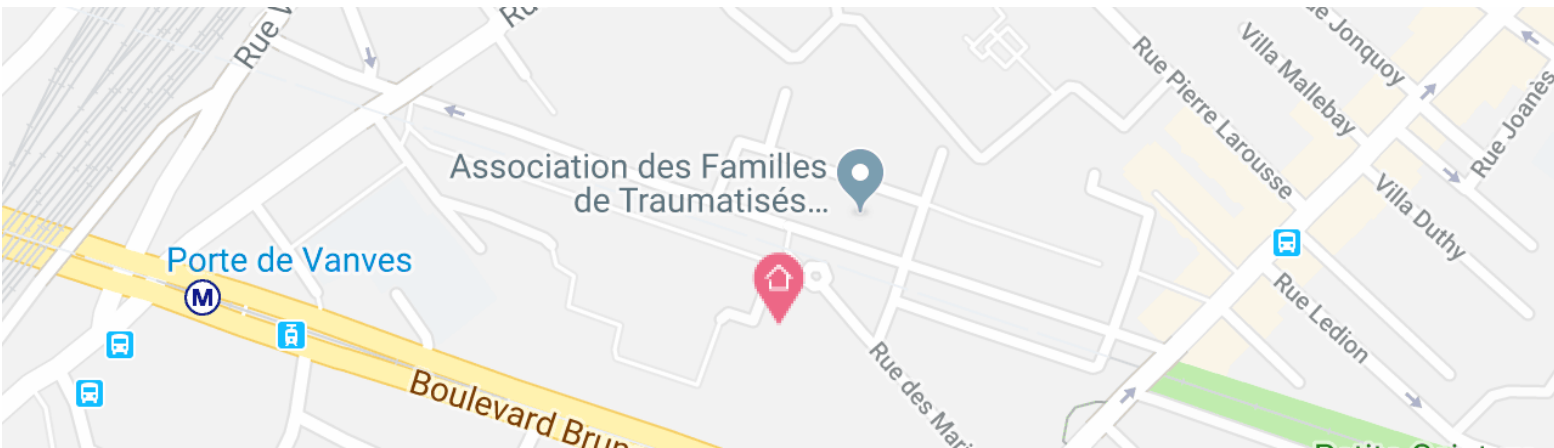 Rue V
Ru
Association des Familles
de Traumatisés...
Porte de Vanves
M
Boulevard Brun
Rue des Mari
Rue Pierre Larousse
Villa Mallebay
e Jonquoy
Rue Joanès
Villa Duthy
Rue Ledion